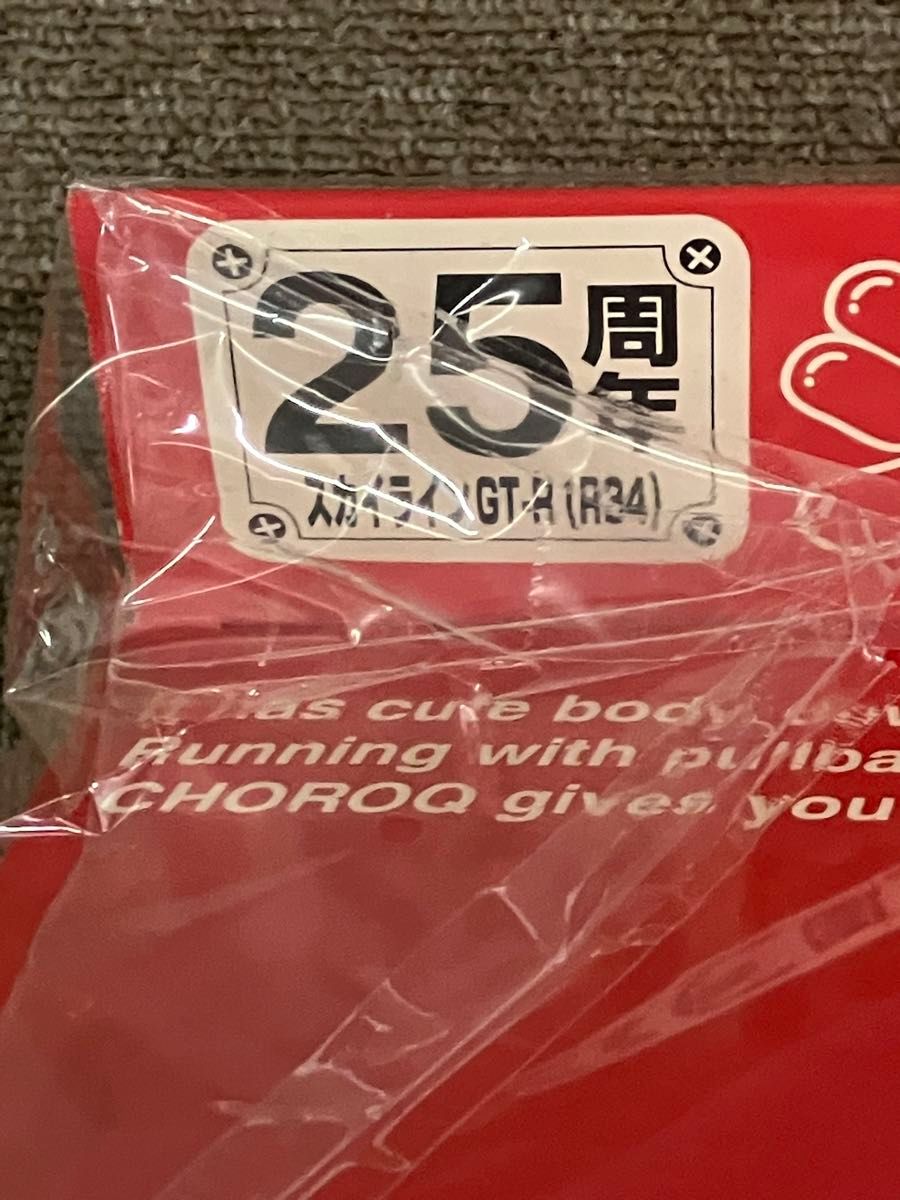 25周年
スカイラインGT-R (R34)
It has cute body,
Running with pullba
CHOROQ gives you